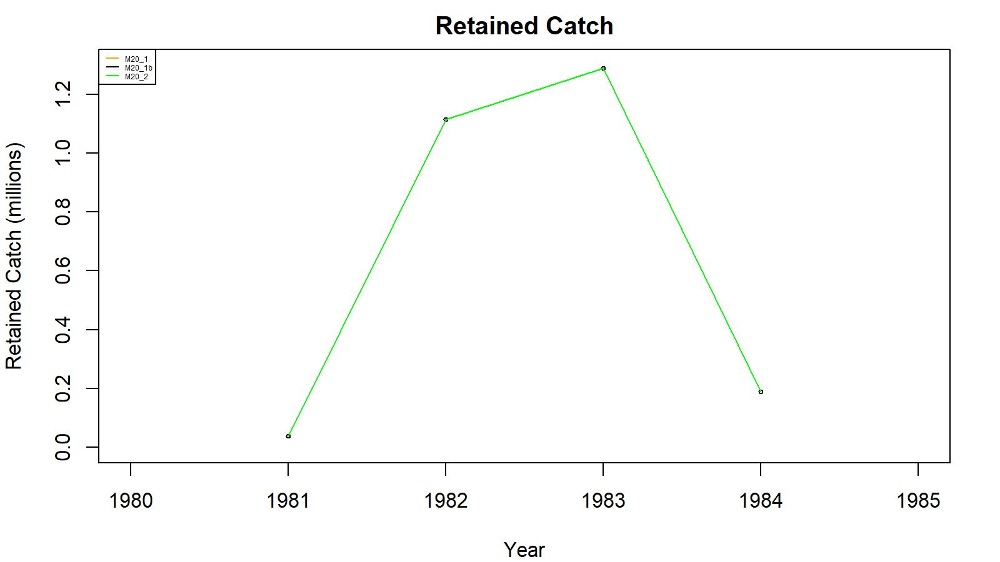 Retained Catch
M20_1
M20_1b
M20_2
Retained Catch (millions)
1.2
1.0
0.8
0.6
0.4
0.2
0.0
1980 1981 1982 1983 1984 1985
Year